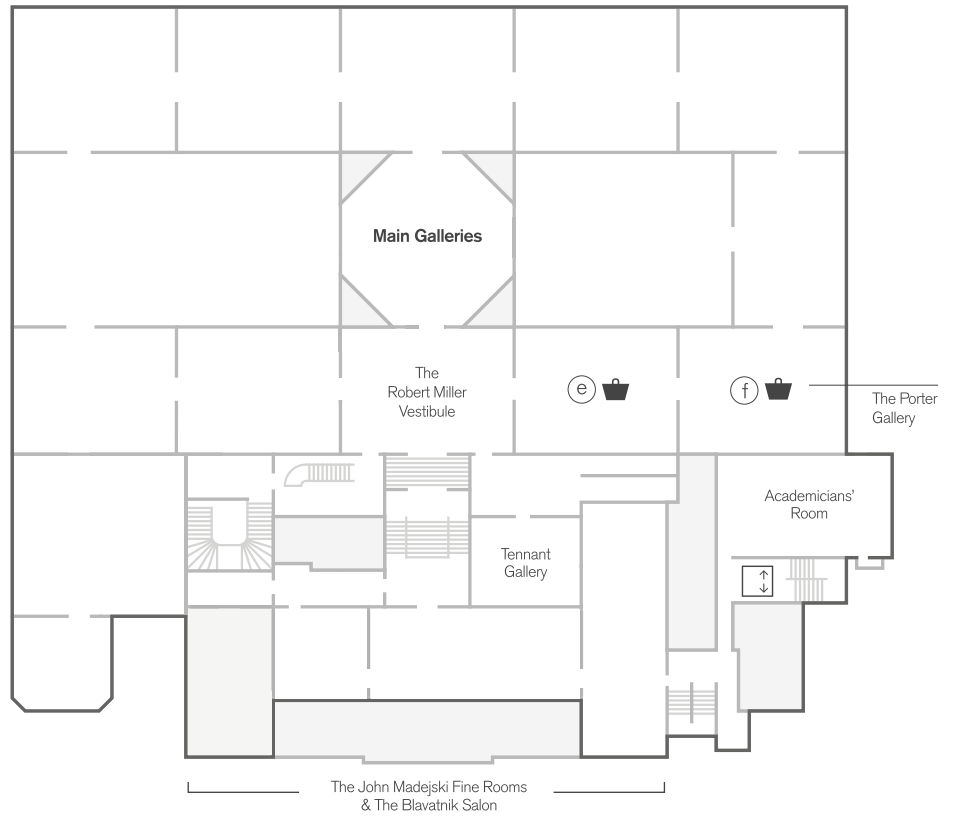 Main Galleries
The
Robert Miller
Vestibule
e
f
The Porter
Gallery
Academicians’
Room
Tennant
Gallery
The John Madejski Fine Rooms
& The Blavatnik Salon